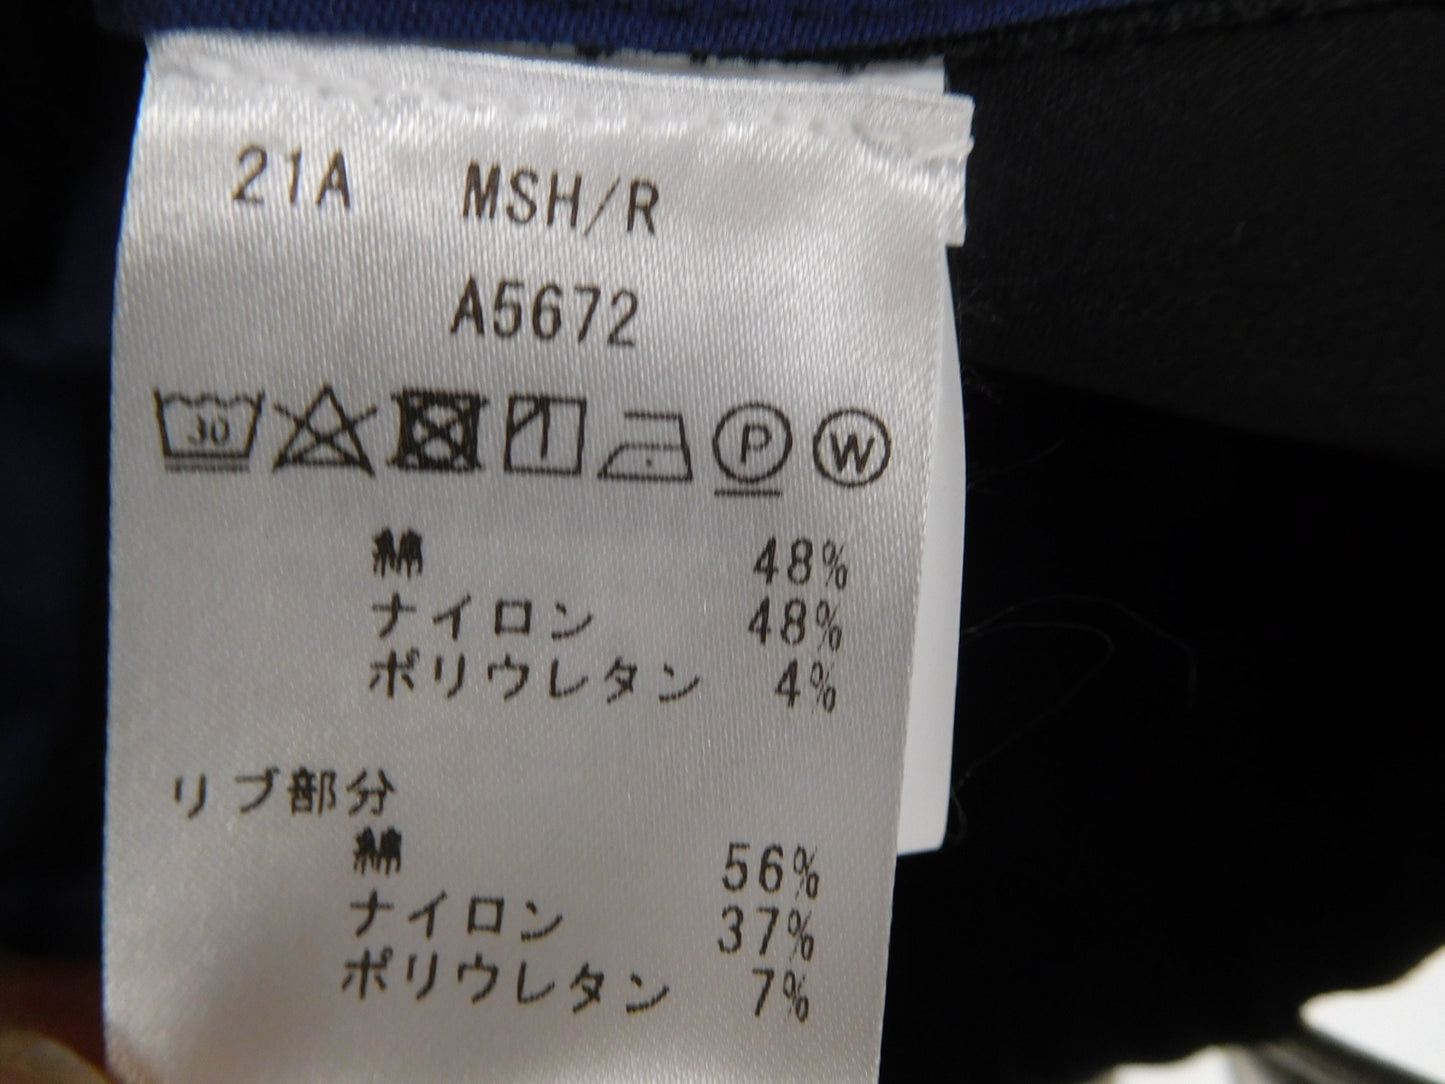 21A MSH/R
A5672
30 P W
綿 48%
ナイロン 48%
ポリウレタン 4%
リブ部分
綿 56%
ナイロン 37%
ポリウレタン 7%